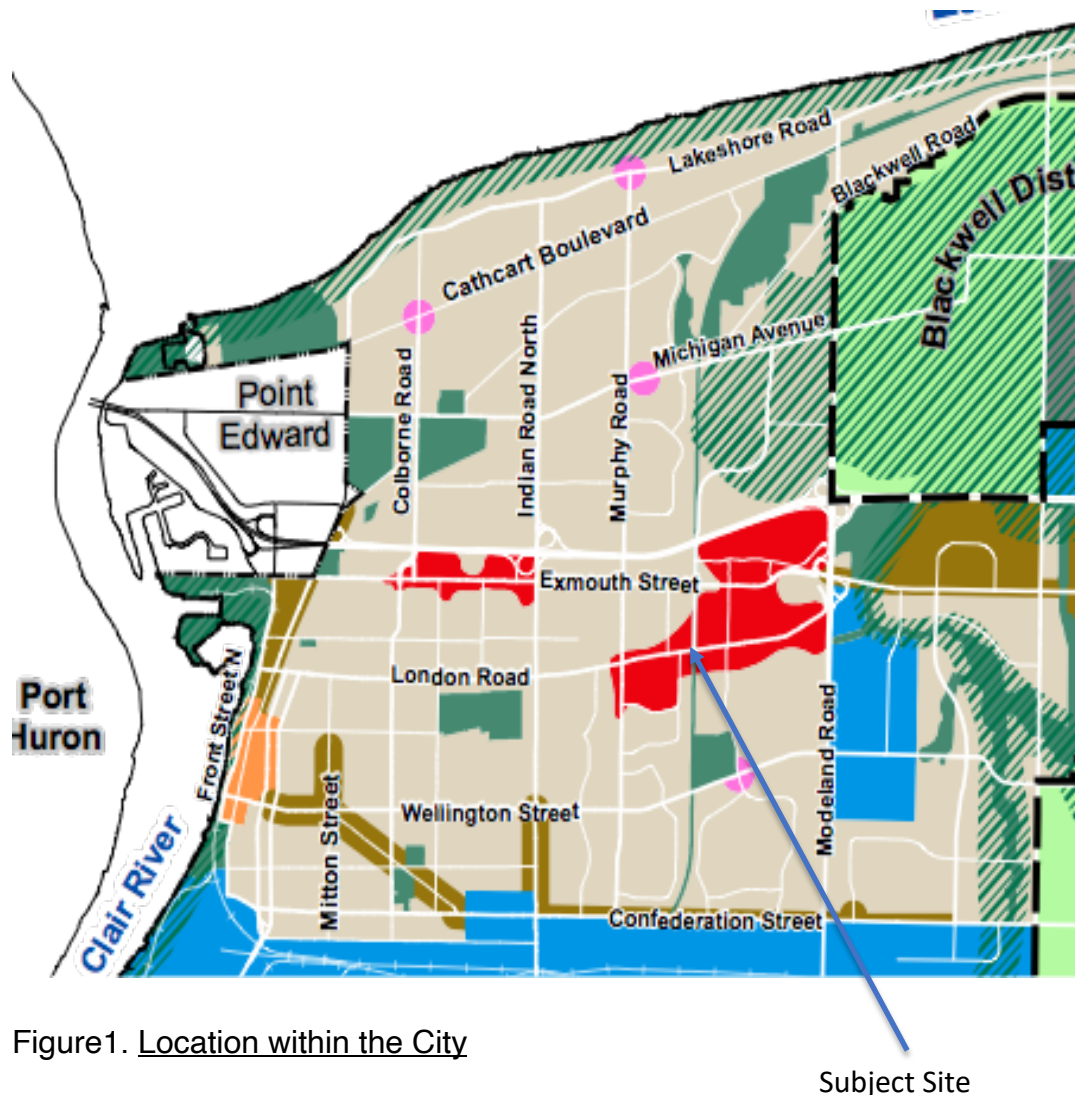 Lakeshore Road
Blackwell Road
Cathcart Boulevard
Blackwell Dist
Michigan Avenue
Point
Edward
Colborne Road
Indian Road North
Murphy Road
Exmouth Street
London Road
Port
Huron
Front Street N
Modeland Road
Mitton Street
Wellington Street
Clair River
Confederation Street
Figure1. Location within the City
Subject Site